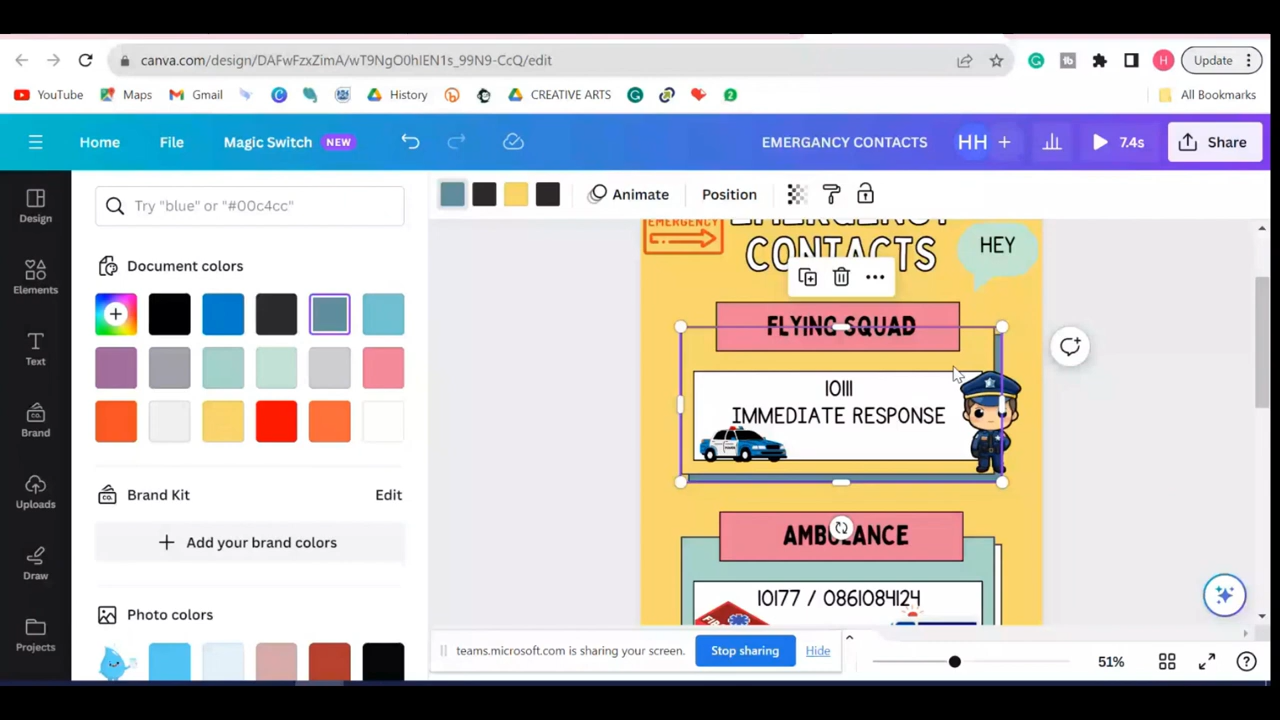 canva.com/design/DAFwFzxZimA/wT9NgO0hIEN1s_99N9-CcQ/edit
H
Update
YouTube
Maps
Gmail
History
CREATIVE ARTS
All Bookmarks
Home
File
Magic Switch NEW
EMERGANCY CONTACTS
HH
7.4s
Share
Design
Elements
Text
Brand
Uploads
Draw
Projects
Try "blue" or "#00c4cc"
Document colors
Brand Kit
Edit
Add your brand colors
Photo colors
Animate
Position
EMERGENCY
EMERGENCY
CONTACTS
HEY
FLYING SQUAD
10111
IMMEDIATE RESPONSE
AMBULANCE
10177 / 0861084124
teams.microsoft.com is sharing your screen.
Stop sharing
Hide
51%